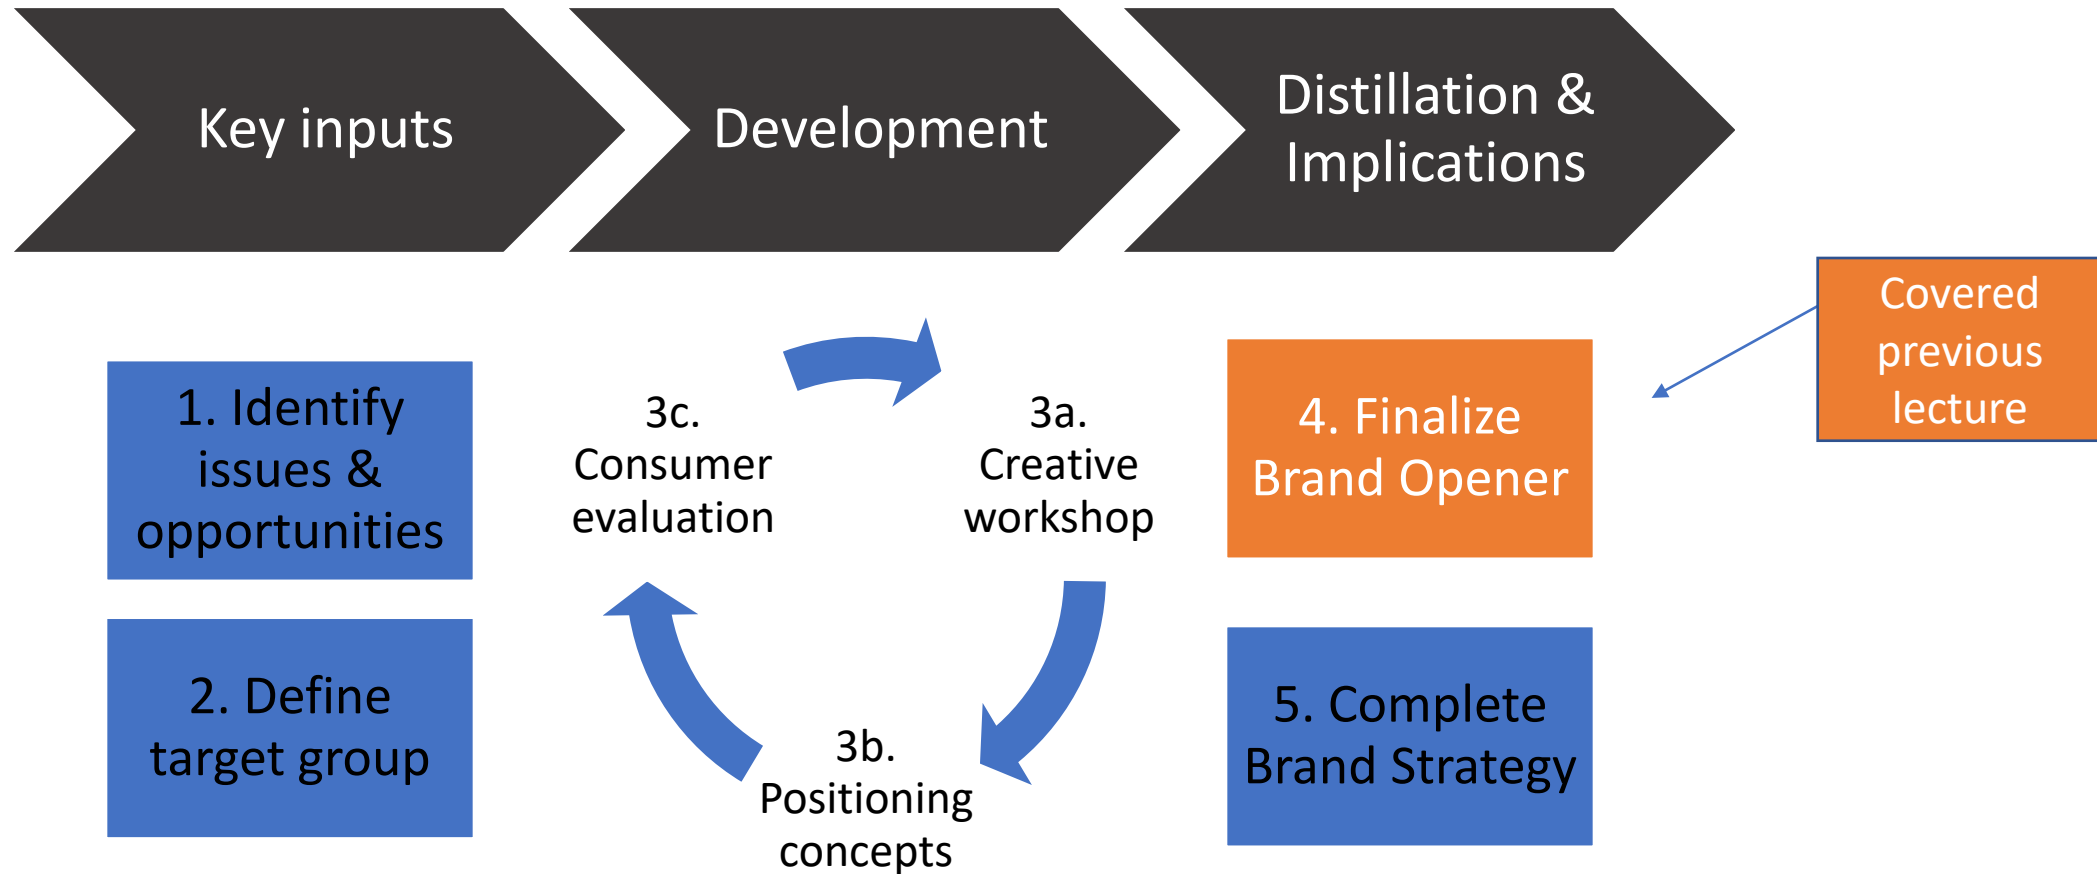 Key inputs
Development
Distillation &
Implications
Covered
previous
lecture
1. Identify
issues &
opportunities
2. Define
target group
3c.
Consumer
evaluation
3a.
Creative
workshop
3b.
Positioning
concepts
4. Finalize
Brand Opener
5. Complete
Brand Strategy